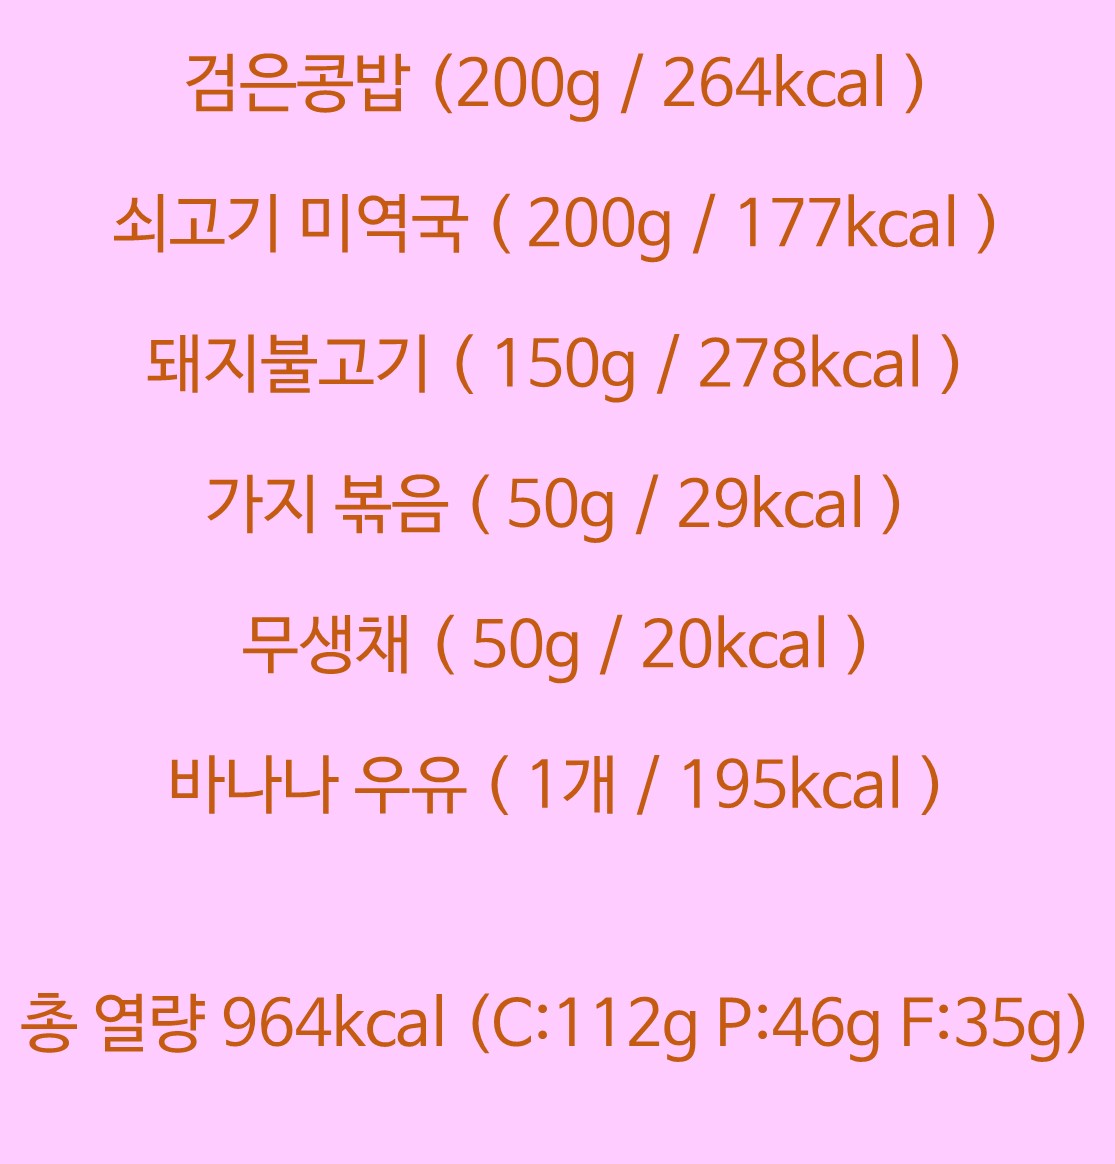 검은콩밥 (200g / 264kcal )
쇠고기 미역국 ( 200g / 177kcal )
돼지불고기 ( 150g / 278kcal )
가지 볶음 ( 50g / 29kcal )
무생채 ( 50g / 20kcal )
바나나 우유 ( 1개 / 195kcal )
총 열량 964kcal (C:112g P:46g F:35g)